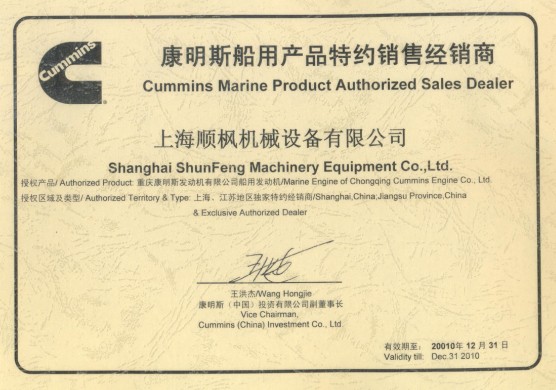 Cummins
康明斯船用产品特约销售经销商
Cummins Marine Product Authorized Sales Dealer
上海顺枫机械设备有限公司
Shanghai ShunFeng Machinery Equipment Co.,Ltd.
授权产品/ Authorized Product: 重庆康明斯发动机有限公司船用发动机/Marine Engine of Chongqing Cummins Engine Co., Ltd.
授权区域及类型/ Authorized Territory & Type: 上海、江苏地区独家特约经销商/Shanghai,China;Jiangsu Province,China
& Exclusive Authorized Dealer
王洪杰/Wang Hongjie
康明斯（中国）投资有限公司副董事长
Vice Chairman,
Cummins (China) Investment Co., Ltd.
有效期至: 20010年 12 月 31 日
Validity till: Dec.31 2010